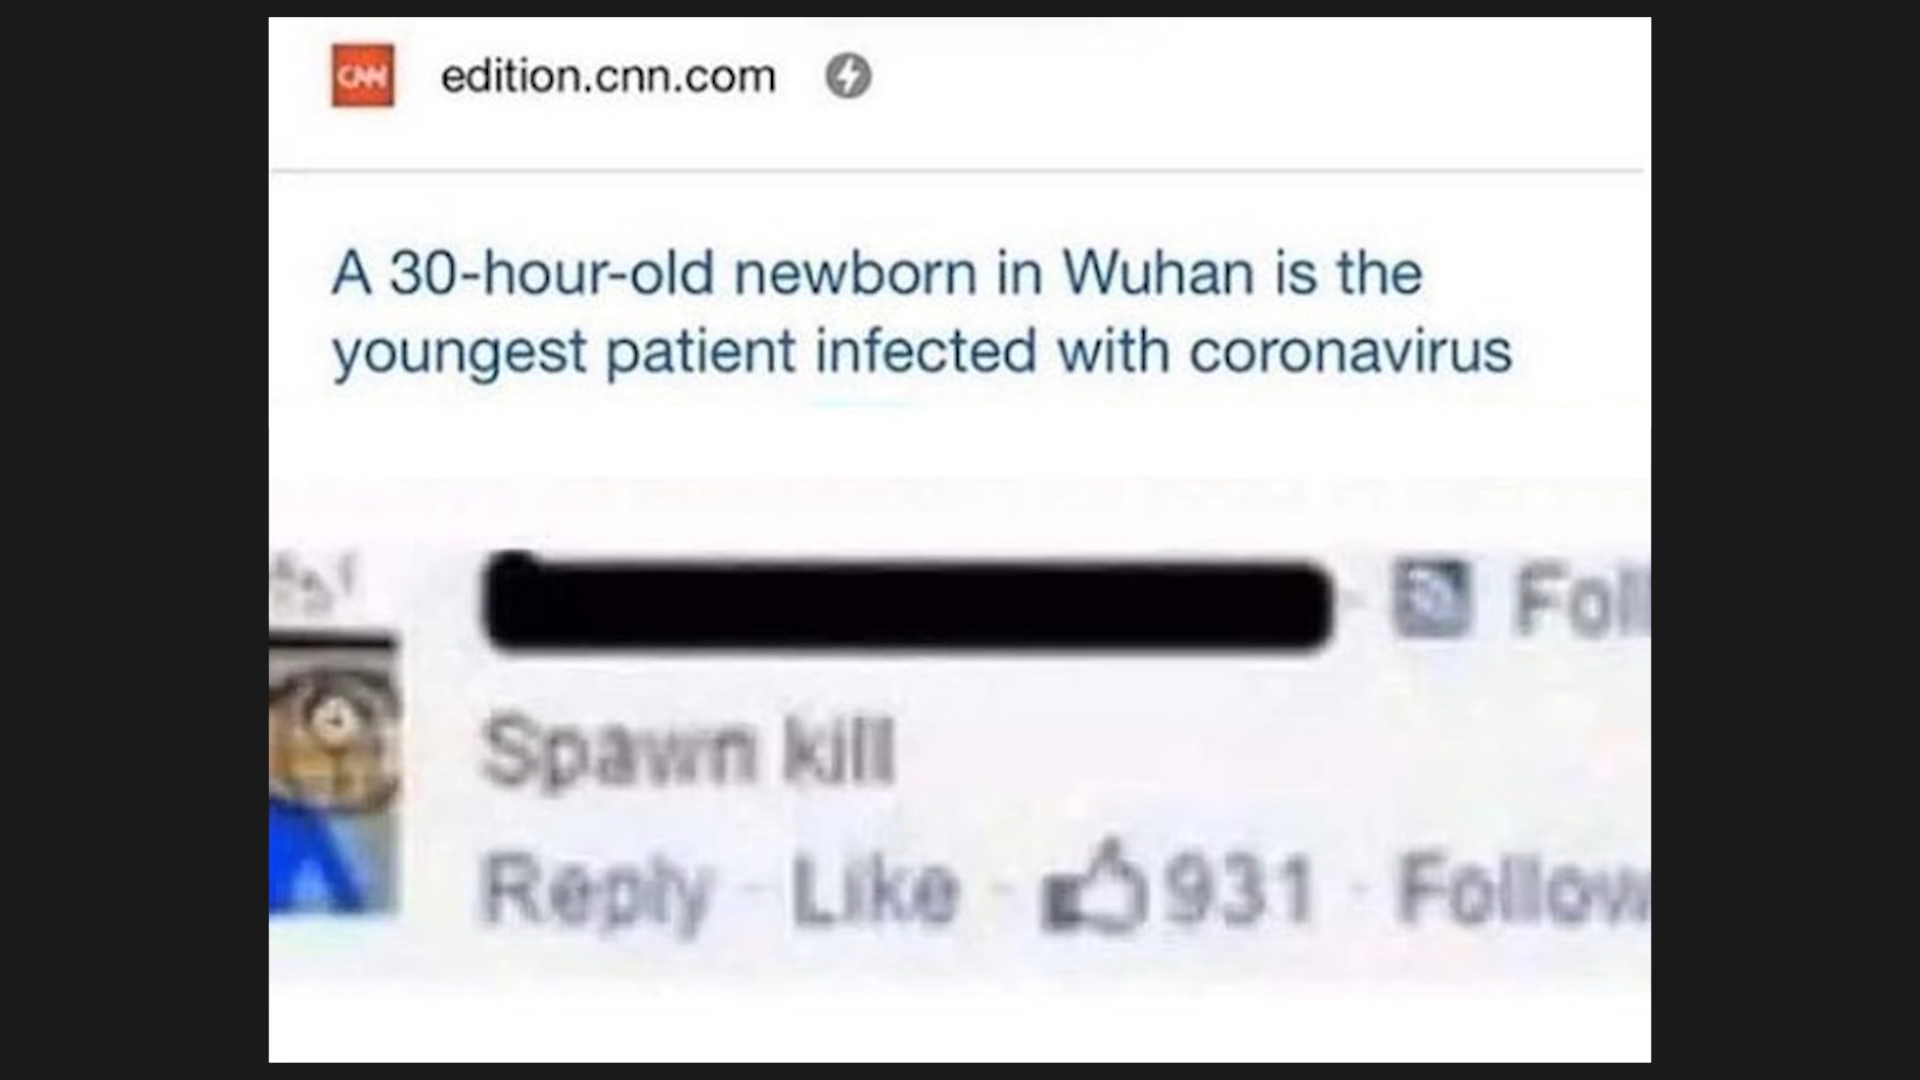 CNN edition.cnn.com
A 30-hour-old newborn in Wuhan is the
youngest patient infected with coronavirus
Foll
Spawn kill
Reply · Like · 931 · Follow